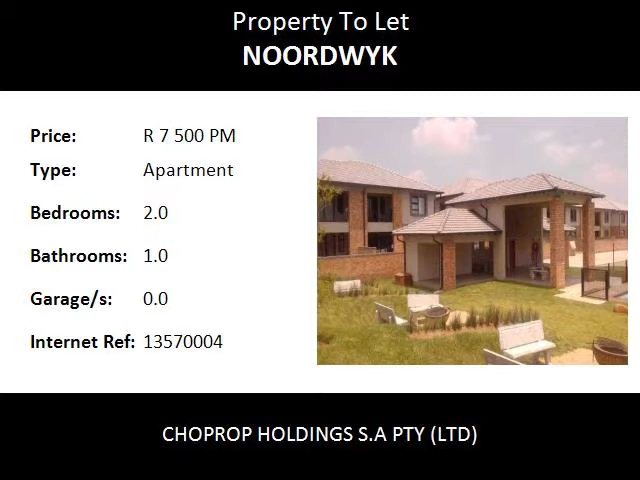 Property To Let
NOORDWYK
Price: R 7 500 PM
Type: Apartment
Bedrooms: 2.0
Bathrooms: 1.0
Garage/s: 0.0
Internet Ref: 13570004
CHOPROP HOLDINGS S.A PTY (LTD)